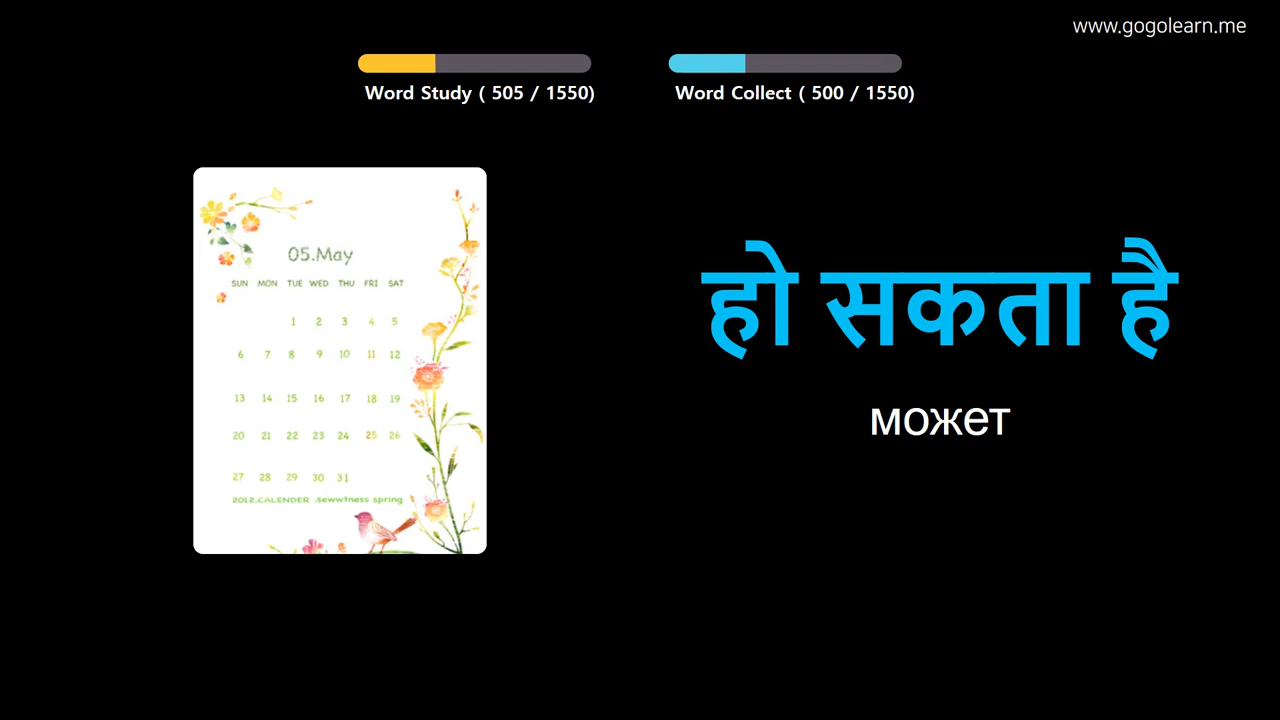 www.gogolearn.me
Word Study ( 505 / 1550)
Word Collect ( 500 / 1550)
05.May
SUN MON TUE WED THU FRI SAT
1 2 3 4 5
6 7 8 9 10 11 12
13 14 15 16 17 18 19
20 21 22 23 24 25 26
27 28 29 30 31
2012.CALENDER .sewwtness spring
हो सकता है
может